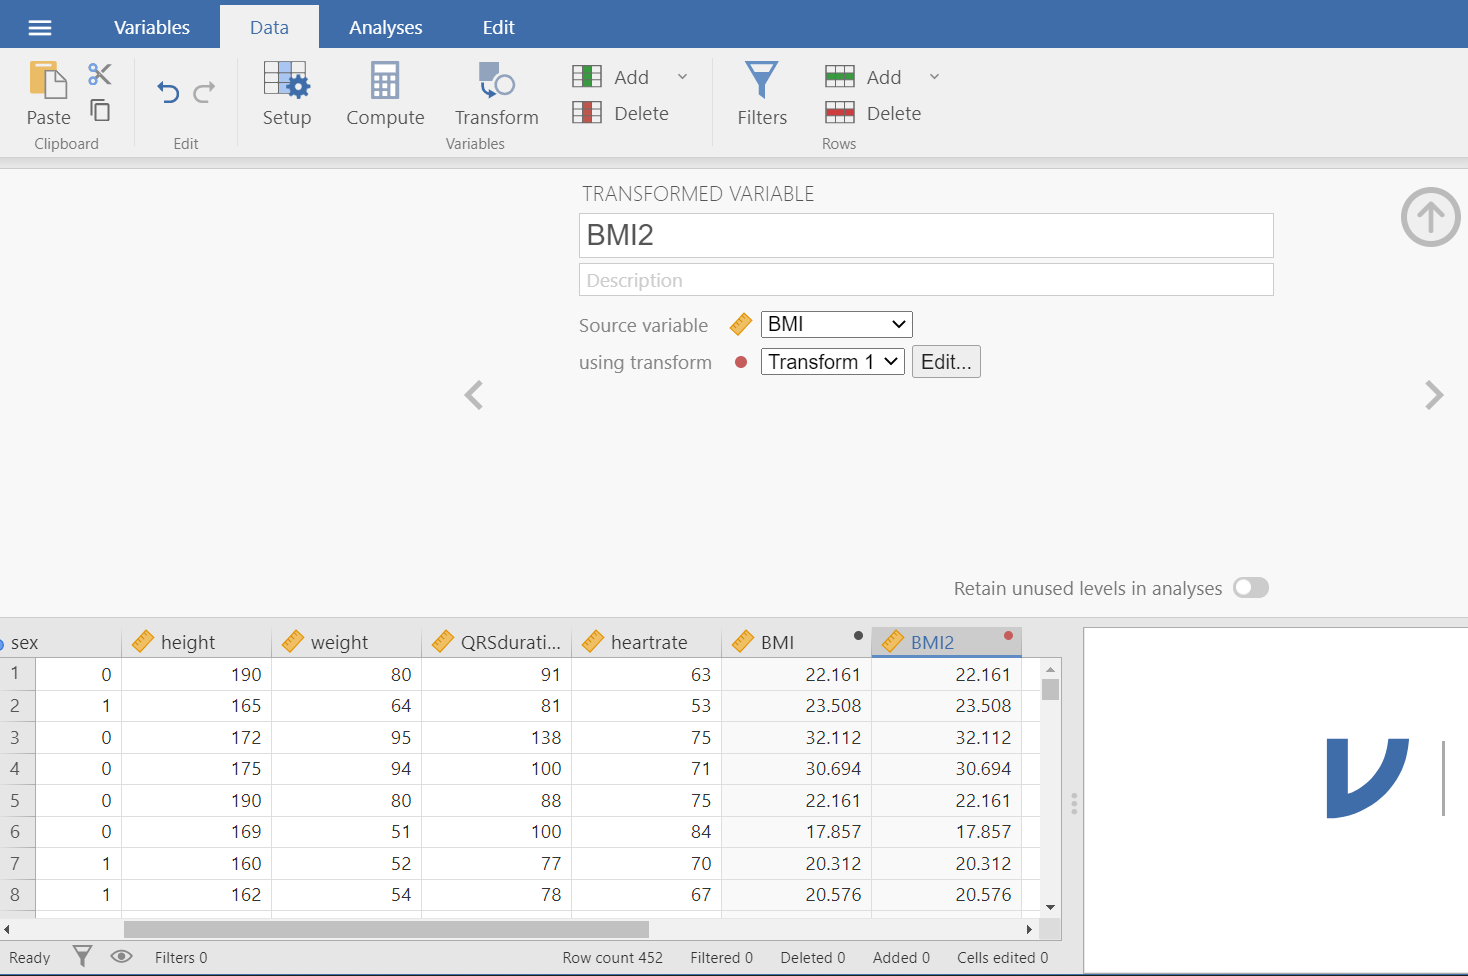 Variables Data Analyses Edit
Paste
Clipboard
Edit
Setup Compute Transform
Add
Delete
Variables
Filters
Add
Delete
Rows
TRANSFORMED VARIABLE
BMI2
Description
Source variable BMI
using transform Transform 1 Edit...
Retain unused levels in analyses
sex height weight QRSdurati... heartrate BMI BMI2
1 0 190 80 91 63 22.161 22.161
2 1 165 64 81 53 23.508 23.508
3 0 172 95 138 75 32.112 32.112
4 0 175 94 100 71 30.694 30.694
5 0 190 80 88 75 22.161 22.161
6 0 169 51 100 84 17.857 17.857
7 1 160 52 77 70 20.312 20.312
8 1 162 54 78 67 20.576 20.576
Ready Filters 0 Row count 452 Filtered 0 Deleted 0 Added 0 Cells edited 0